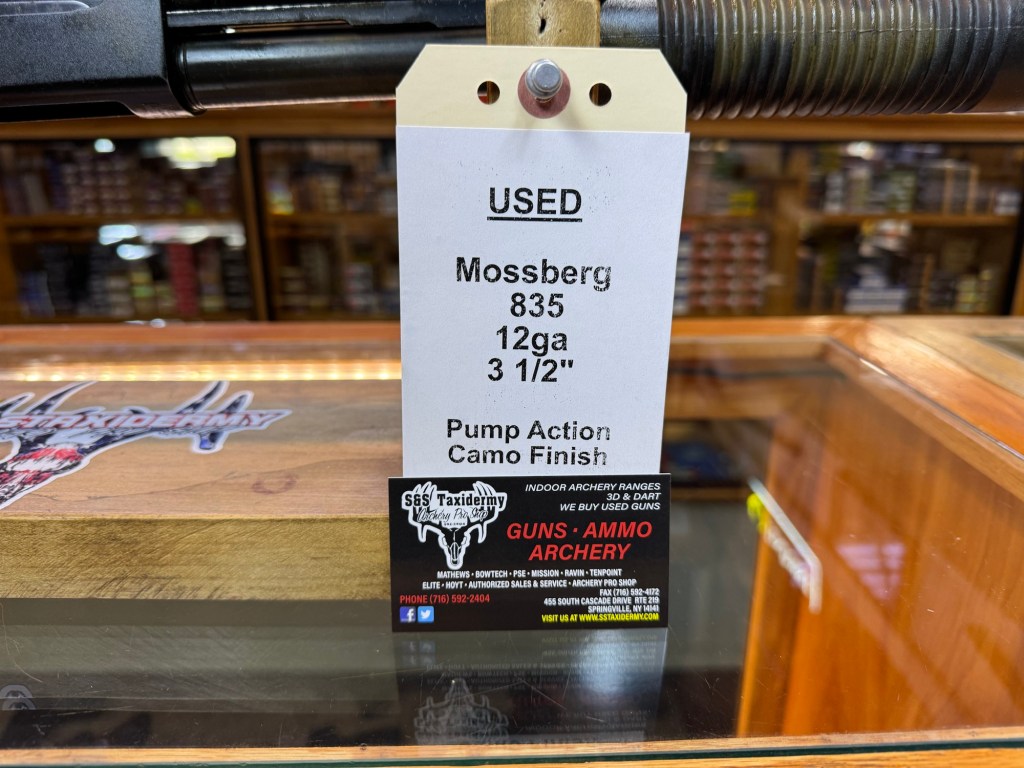 USED
Mossberg
835
12ga
3 1/2"
Pump Action
Camo Finish
STAXIDERMY
S&S Taxidermy
Archery Pro Shop
INDOOR ARCHERY RANGES
3D & DART
WE BUY USED GUNS
GUNS · AMMO
ARCHERY
MATHEWS · BOWTECH · PSE · MISSION · RAVIN · TENPOINT
ELITE · HOYT · AUTHORIZED SALES & SERVICE · ARCHERY PRO SHOP
PHONE (716) 592-2404
FAX (716) 592-4172
455 SOUTH CASCADE DRIVE RTE 219
SPRINGVILLE, NY 14141
VISIT US AT WWW.SSTAXIDERMY.COM